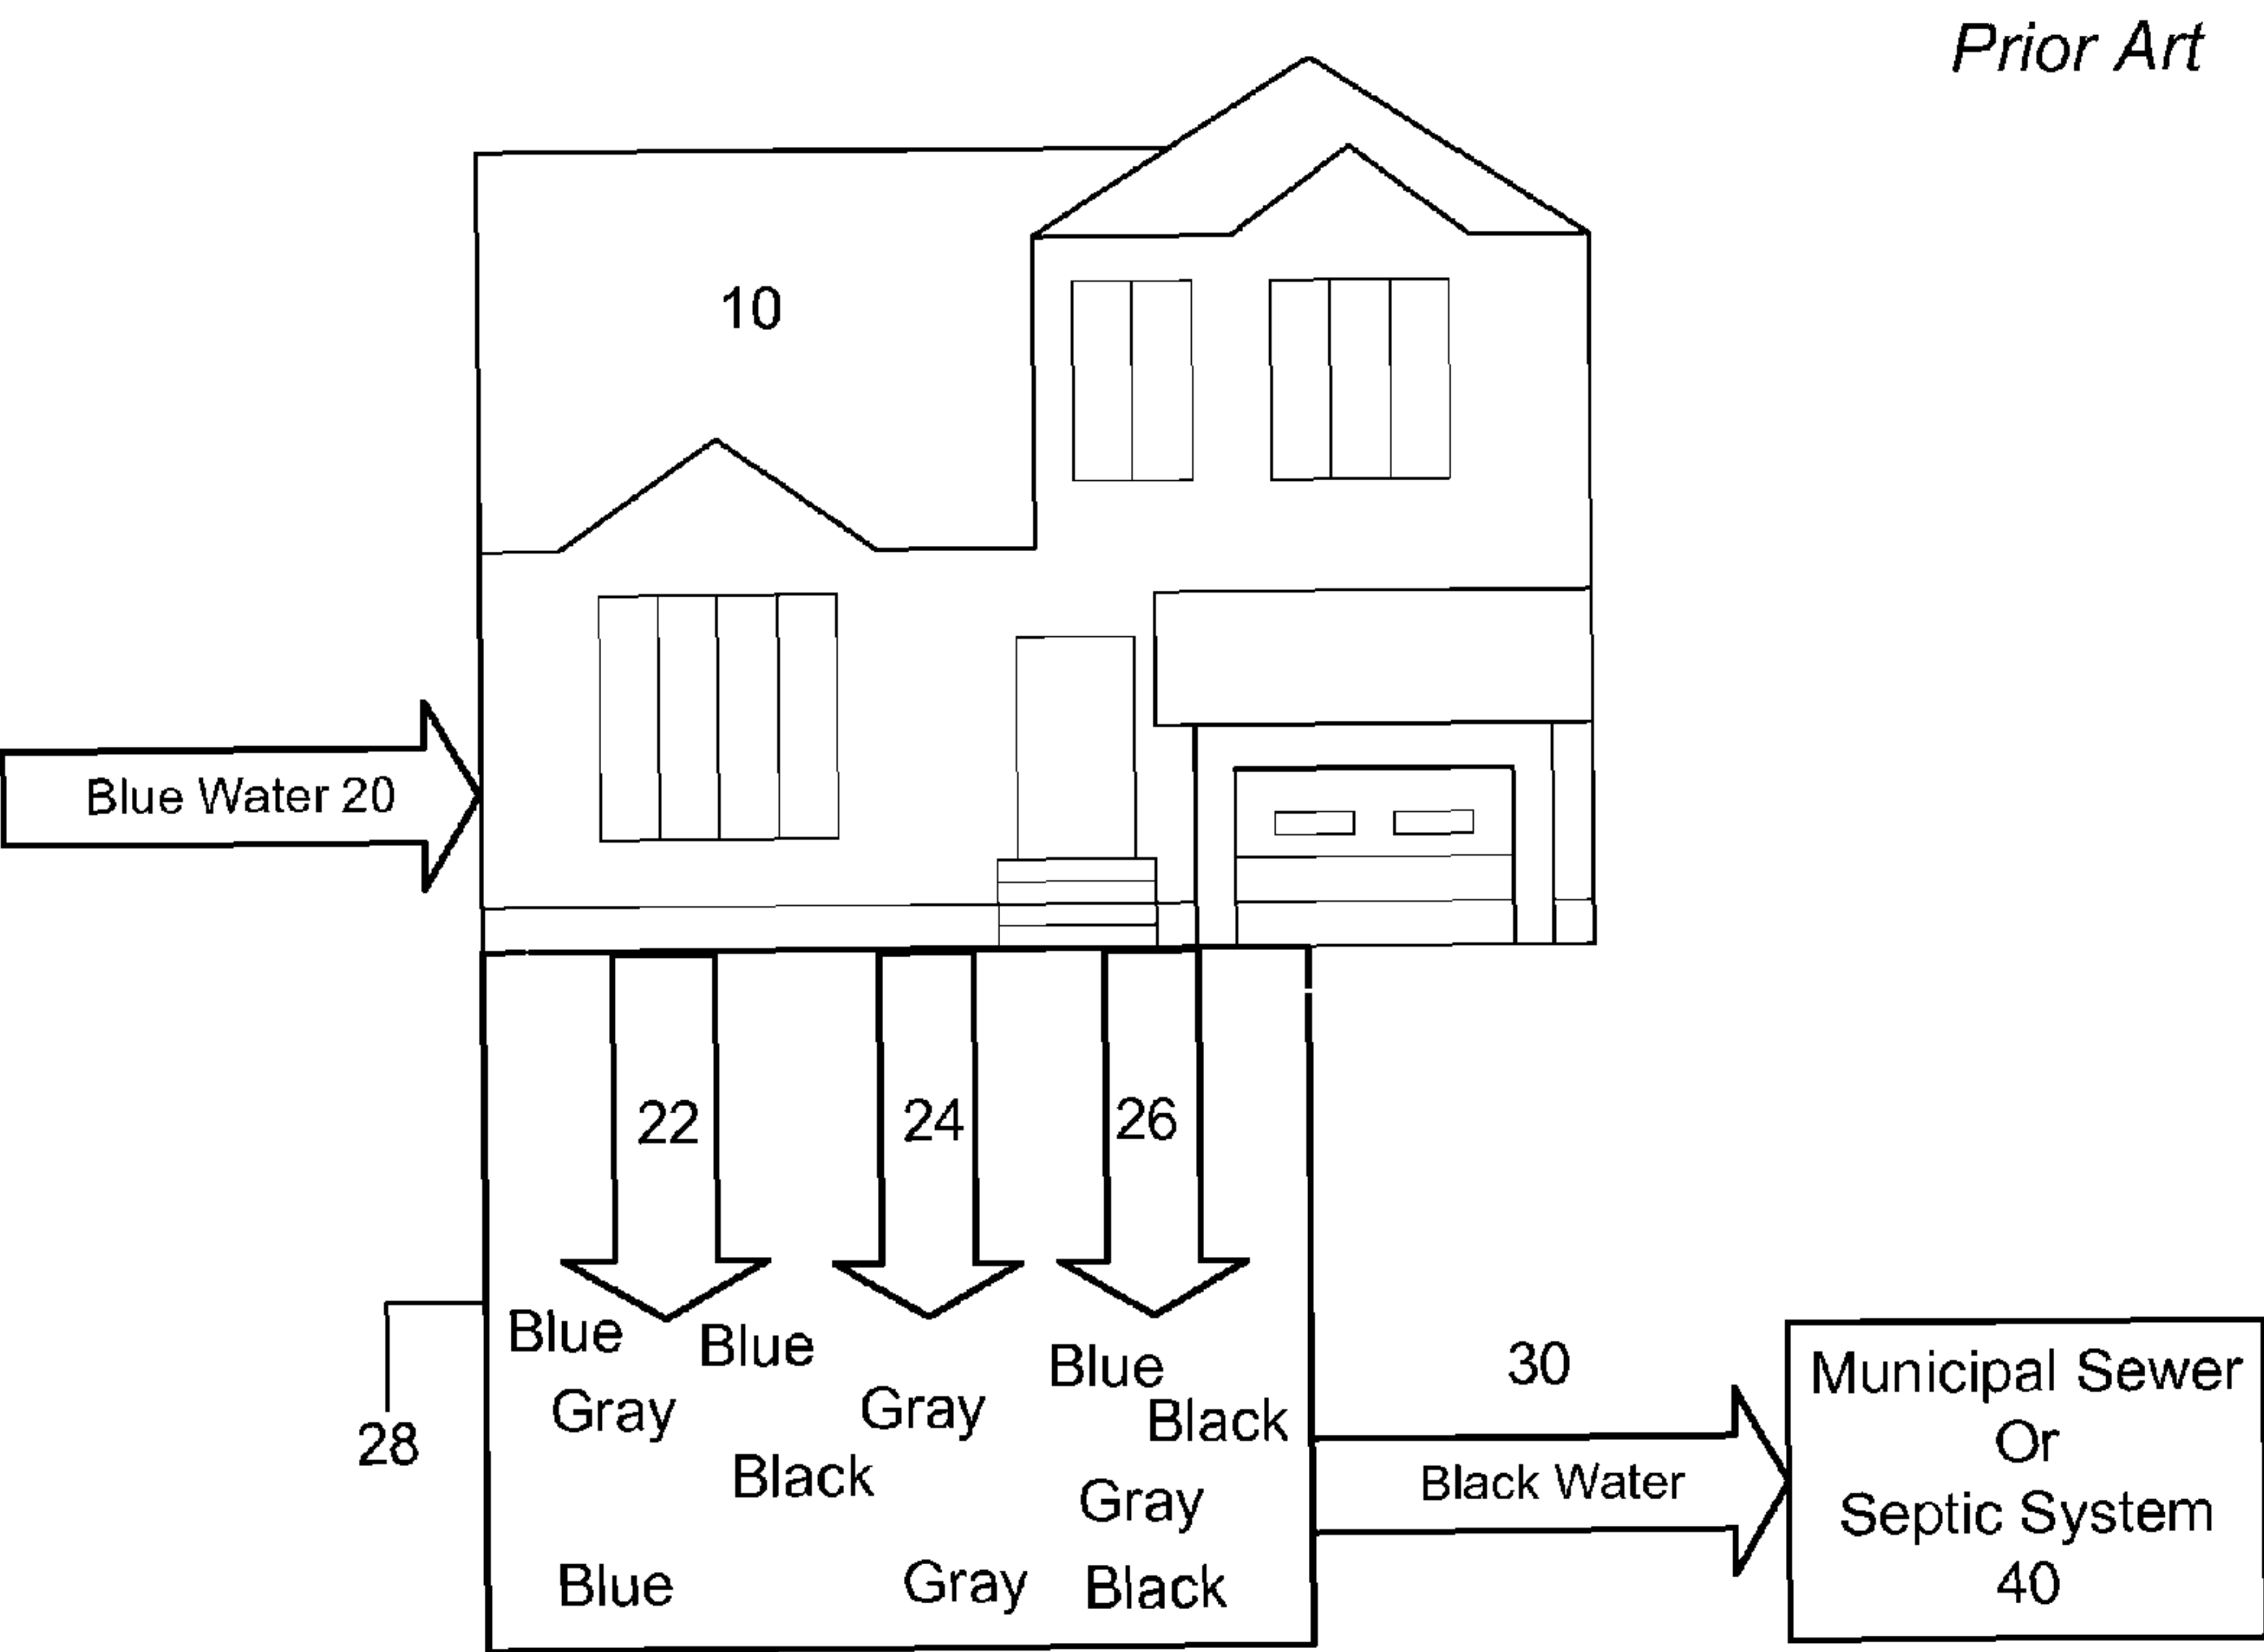 Prior Art
10
Blue Water 20
22
24
26
Blue
Blue
Blue
Gray
Gray
Black
Black
Gray
Blue
Gray
Black
28
30
Black Water
Municipal Sewer
Or
Septic System
40